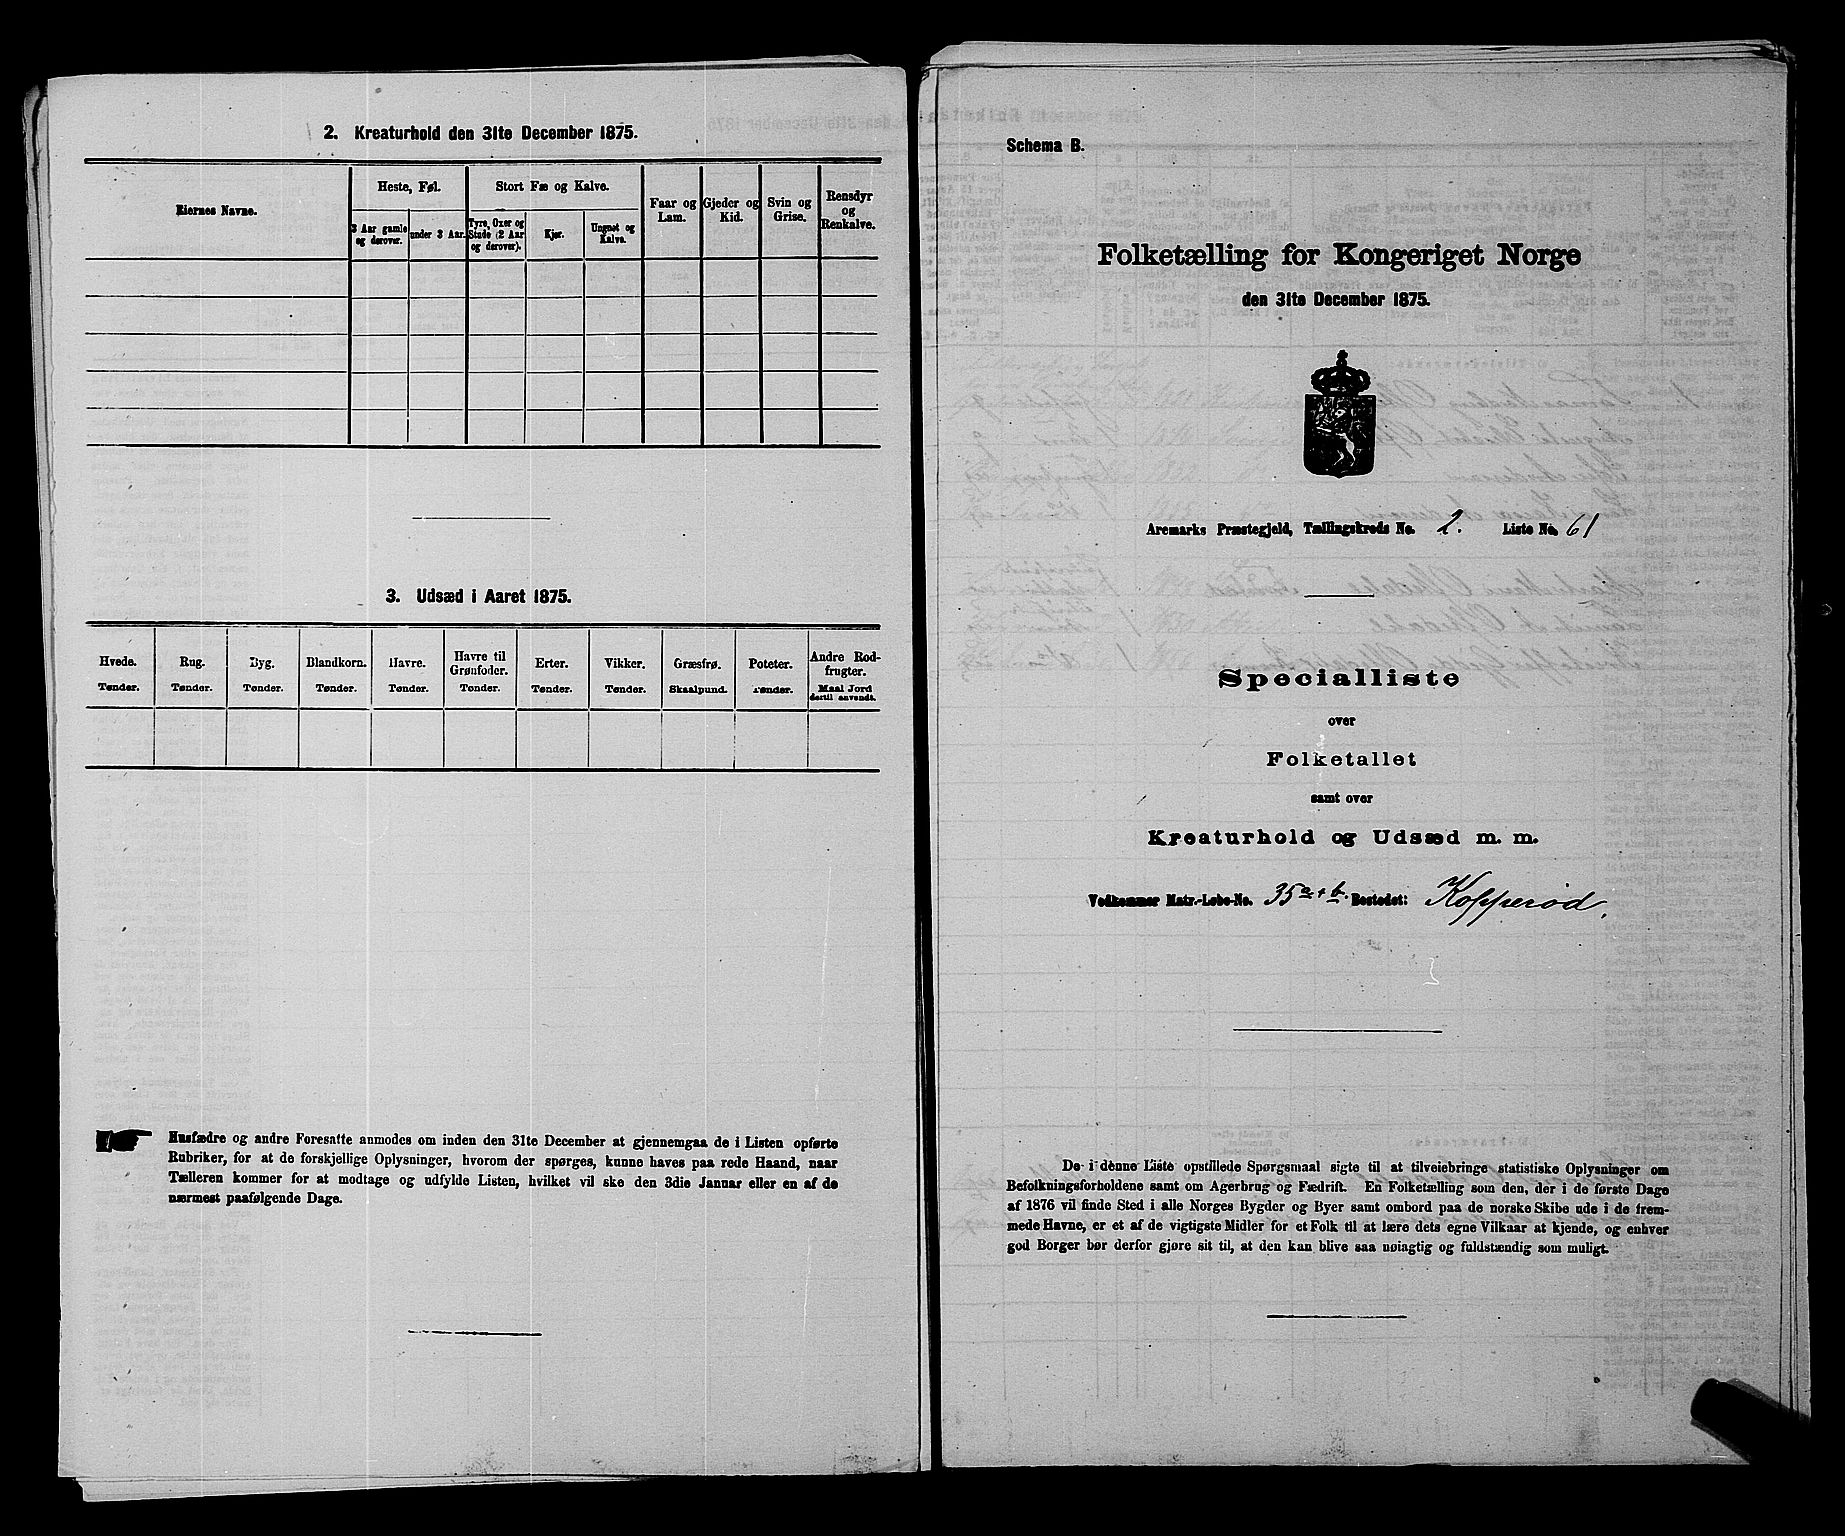 2. Kreaturhold den 31te December 1875.
Eiernes Navne.
Heste, Føl.
3 Aar gamle og derover.
under 3 Aar.
Stort Fæ og Kalve.
Tyre, Oxer og Stude (2 Aar og derover).
Kjør.
Ungnøt og Kalve.
Faar og Lam.
Gjeder og Kid.
Svin og Grise.
Rensdyr og Renkalve.
3. Udsæd i Aaret 1875.
Hvede. Rug. Byg. Blandkorn. Havre. Havre til Grønfoder. Erter. Vikker. Græsfrø. Poteter. Andre Rodfrugter.
Tønder. Tønder. Tønder. Tønder. Tønder. Tønder. Tønder. Tønder. Skaalpund. Tønder. Maal Jord dertil anvendt.
Husfædre og andre Foresatte anmodes om inden den 31te December at gjennemgaa de i Listen opførte
Rubriker, for at de forskjellige Oplysninger, hvorom der spørges, kunne haves paa rede Haand, naar
Tælleren kommer for at modtage og udfylde Listen, hvilket vil ske den 3die Januar eller en af de
nærmest paafølgende Dage.
Schema B.
Folketælling for Kongeriget Norge
den 31te December 1875.
Aremarks Præstegjeld, Tællingskreds No. 2. Liste No. 61
Specialliste
over
Folketallet
samt over
Kreaturhold og Udsæd m. m.
Vedkommer Matr.-Løbe-No. 35 a + b. Bostedet: Kopperød.
De i denne Liste opstillede Spørgsmaal sigte til at tilveiebringe statistiske Oplysninger om
Befolkningsforholdene samt om Agerbrug og Fædrift. En Folketælling som den, der i de første Dage
af 1876 vil finde Sted i alle Norges Bygder og Byer samt ombord paa de norske Skibe ude i de frem-
mede Havne, er et af de vigtigste Midler for et Folk til at lære dets egne Vilkaar at kjende, og enhver
god Borger bør derfor gjøre sit til, at den kan blive saa nøiagtig og fuldstændig som muligt.